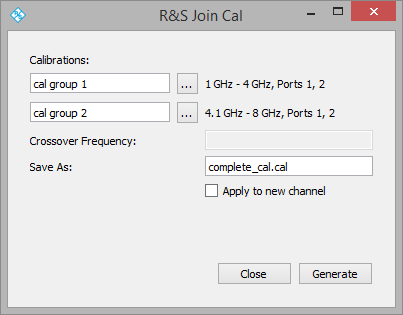 R&S Join Cal
Calibrations:
cal group 1 ... 1 GHz - 4 GHz, Ports 1, 2
cal group 2 ... 4.1 GHz - 8 GHz, Ports 1, 2
Crossover Frequency:
Save As: complete_cal.cal
Apply to new channel
Close Generate